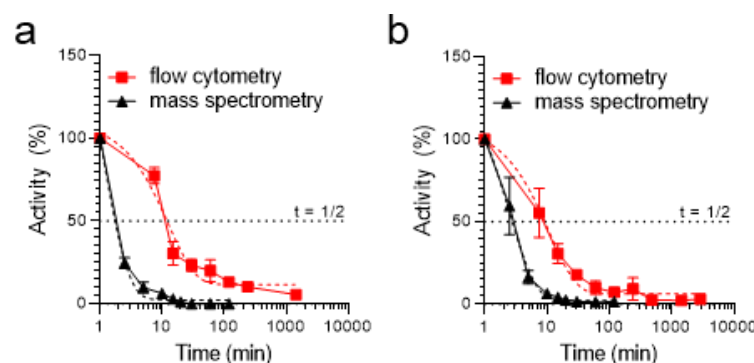 a
150
100
50
0
Activity (%)
flow cytometry
mass spectrometry
t = 1/2
1 10 100 1000 10000
Time (min)
b
150
100
50
0
Activity (%)
flow cytometry
mass spectrometry
t = 1/2
1 10 100 1000 10000
Time (min)